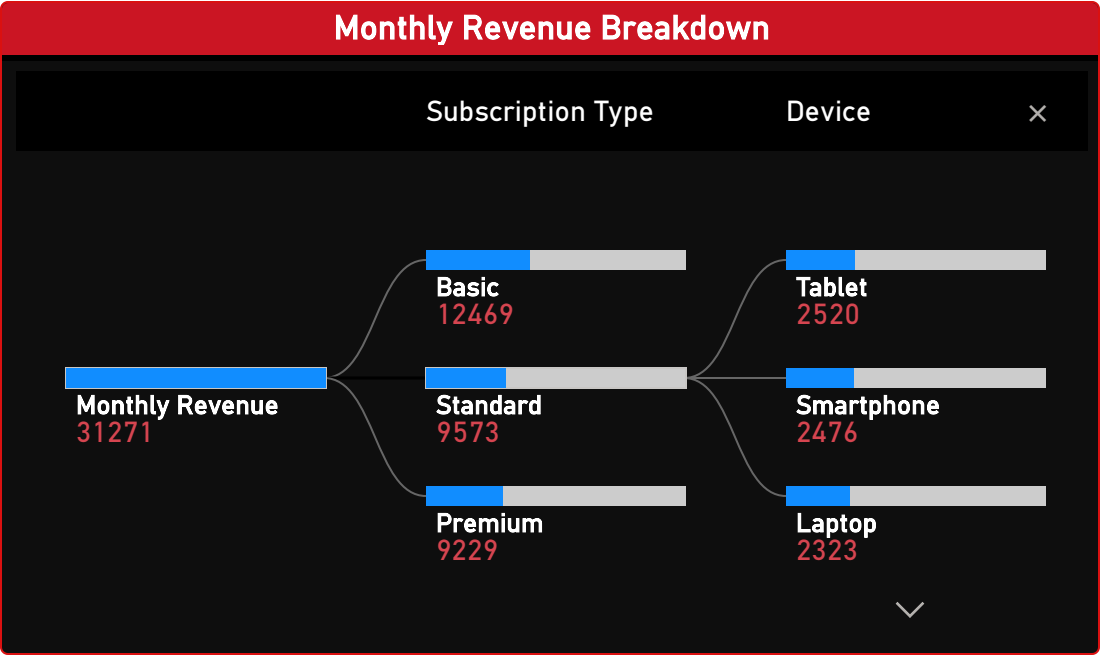 Monthly Revenue Breakdown
Subscription Type
Device
Basic
12469
Tablet
2520
Monthly Revenue
31271
Standard
9573
Smartphone
2476
Premium
9229
Laptop
2323